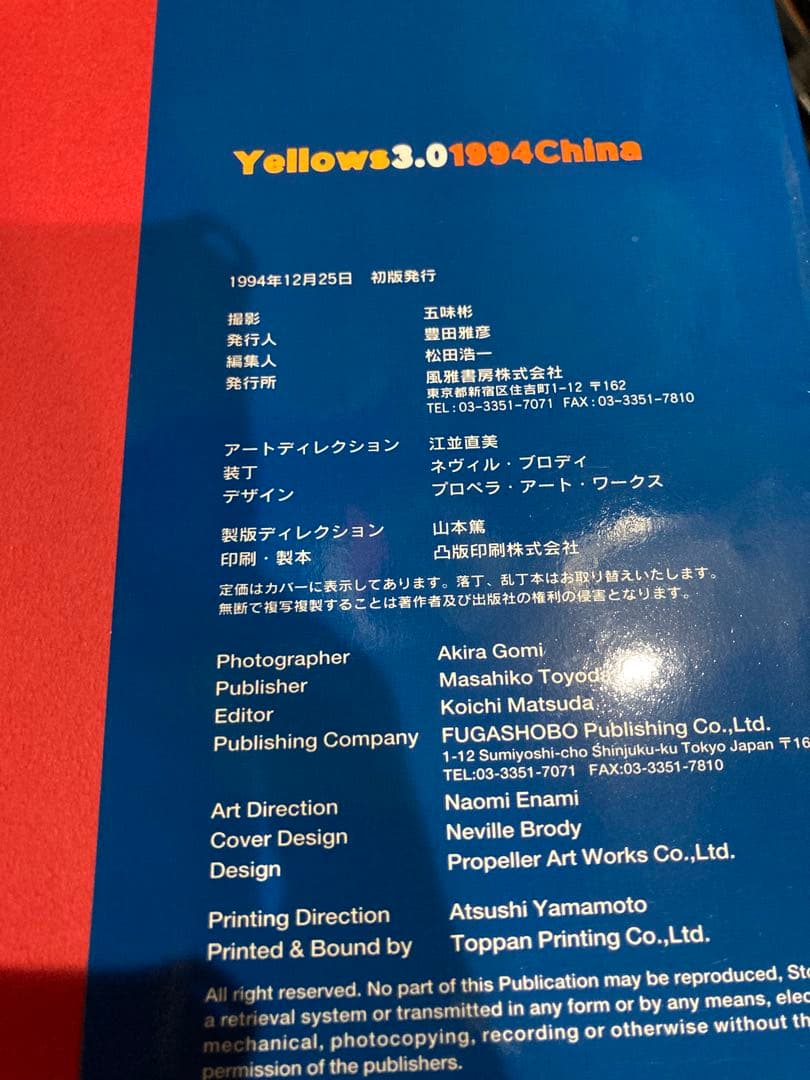 Yellows3.01994China
1994年12月25日 初版発行
撮影 五味彬
発行人 豊田雅彦
編集人 松田浩一
発行所 風雅書房株式会社
東京都新宿区住吉町1-12 〒162
TEL : 03-3351-7071 FAX : 03-3351-7810
アートディレクション 江並直美
装丁 ネヴィル・ブロディ
デザイン プロペラ・アート・ワークス
製版ディレクション 山本篤
印刷・製本 凸版印刷株式会社
定価はカバーに表示してあります。落丁、乱丁本はお取り替えいたします。
無断で複写複製することは著作者及び出版社の権利の侵害となります。
Photographer Akira Gomi
Publisher Masahiko Toyoda
Editor Koichi Matsuda
Publishing Company FUGASHOBO Publishing Co.,Ltd.
1-12 Sumiyoshi-cho Shinjuku-ku Tokyo Japan 〒16
TEL:03-3351-7071 FAX:03-3351-7810
Art Direction Naomi Enami
Cover Design Neville Brody
Design Propeller Art Works Co.,Ltd.
Printing Direction Atsushi Yamamoto
Printed & Bound by Toppan Printing Co.,Ltd.
All right reserved. No part of this Publication may be reproduced, Sto
a retrieval system or transmitted in any form or by any means, elec
mechanical, photocopying, recording or otherwise without th
permission of the publishers.